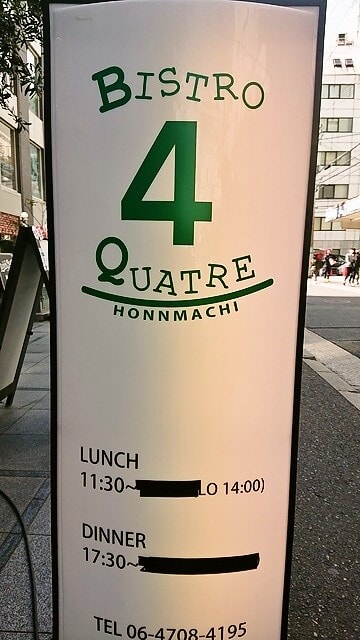 BISTRO
4
QUATRE
HONNMACHI
LUNCH
11:30~ LO 14:00)
DINNER
17:30~
TEL 06-4708-4195